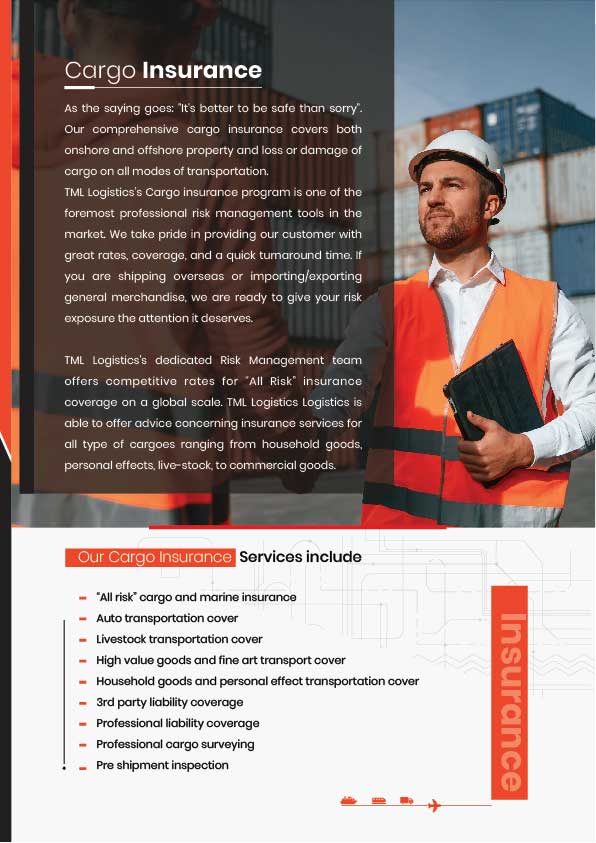 Cargo Insurance
As the saying goes: "It's better to be safe than sorry".
Our comprehensive cargo insurance covers both
onshore and offshore property and loss or damage of
cargo on all modes of transportation.
TML Logistics's Cargo insurance program is one of the
foremost professional risk management tools in the
market. We take pride in providing our customer with
great rates, coverage, and a quick turnaround time. If
you are shipping overseas or importing/exporting
general merchandise, we are ready to give your risk
exposure the attention it deserves.
TML Logistics's dedicated Risk Management team
offers competitive rates for "All Risk" insurance
coverage on a global scale. TML Logistics Logistics is
able to offer advice concerning insurance services for
all type of cargoes ranging from household goods,
personal effects, live-stock, to commercial goods.
Our Cargo Insurance Services include
"All risk" cargo and marine insurance
Auto transportation cover
Livestock transportation cover
High value goods and fine art transport cover
Household goods and personal effect transportation cover
3rd party liability coverage
Professional liability coverage
Professional cargo surveying
Pre shipment inspection
Insurance